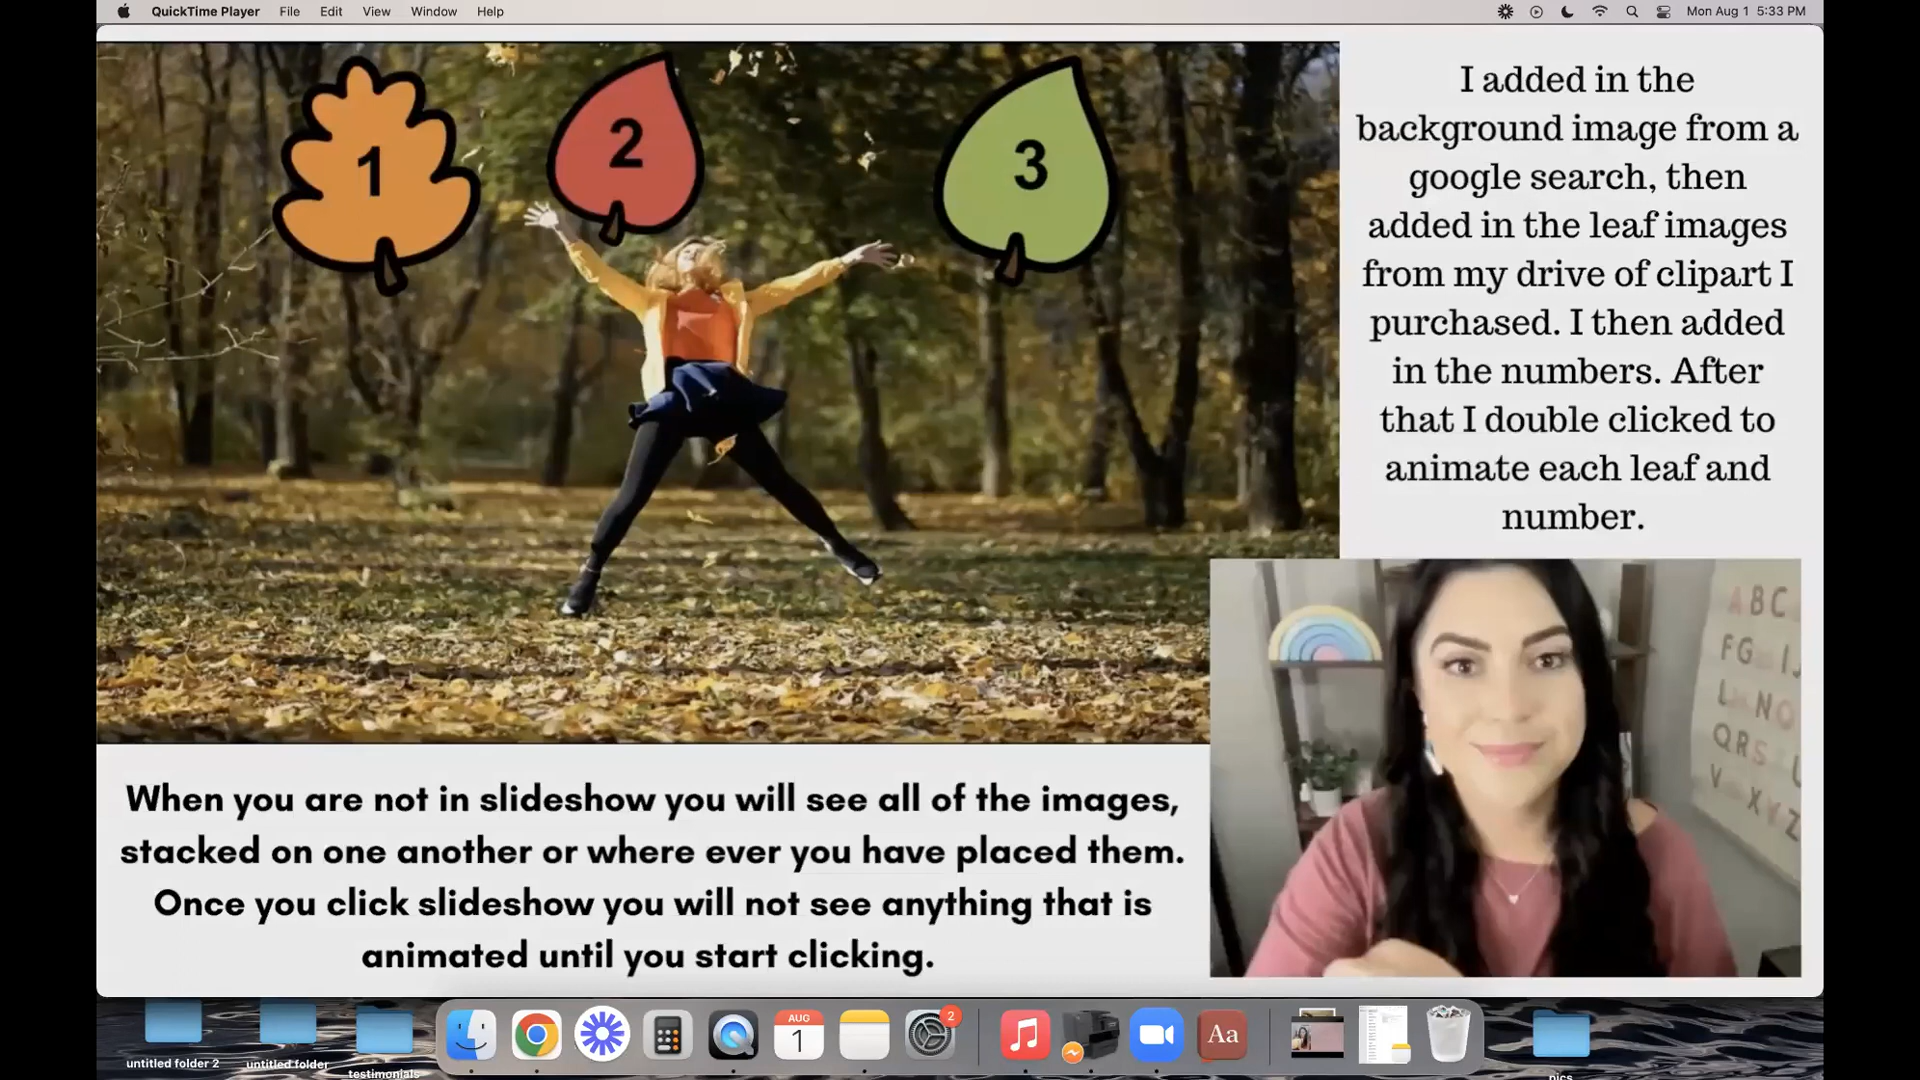 QuickTime Player File Edit View Window Help
Mon Aug 1 5:33 PM
1
2
3
I added in the
background image from a
google search, then
added in the leaf images
from my drive of clipart I
purchased. I then added
in the numbers. After
that I double clicked to
animate each leaf and
number.
When you are not in slideshow you will see all of the images,
stacked on one another or where ever you have placed them.
Once you click slideshow you will not see anything that is
animated until you start clicking.
A B C
F G I J
L N O
Q R S U
V X Y Z
AUG
1
2
Aa
untitled folder 2
untitled folder
testimonials
pics